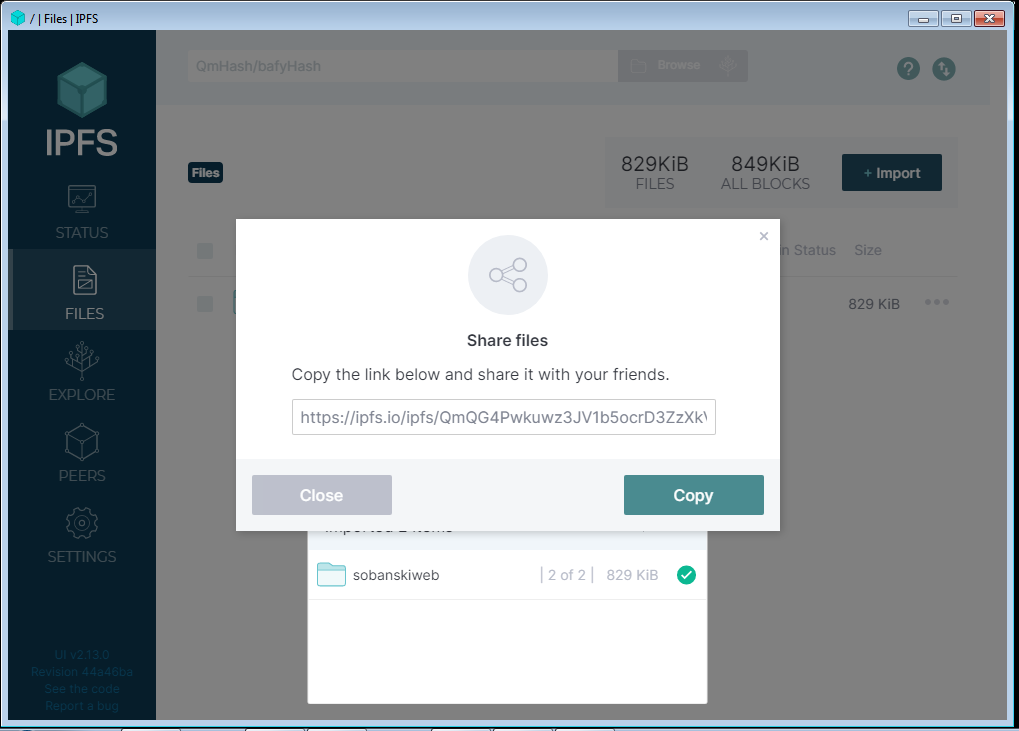 / | Files | IPFS
QmHash/bafyHash
Browse
IPFS
STATUS
FILES
EXPLORE
PEERS
SETTINGS
UI v2.13.0
Revision 44a46ba
See the code
Report a bug
Files
829KiB
FILES
849KiB
ALL BLOCKS
+ Import
Status
Size
829 KiB
Share files
Copy the link below and share it with your friends.
https://ipfs.io/ipfs/QmQG4Pwkuwz3JV1b5ocrD3ZzXk
Close
Copy
Imported 2 items
sobanskiweb
| 2 of 2 |
829 KiB